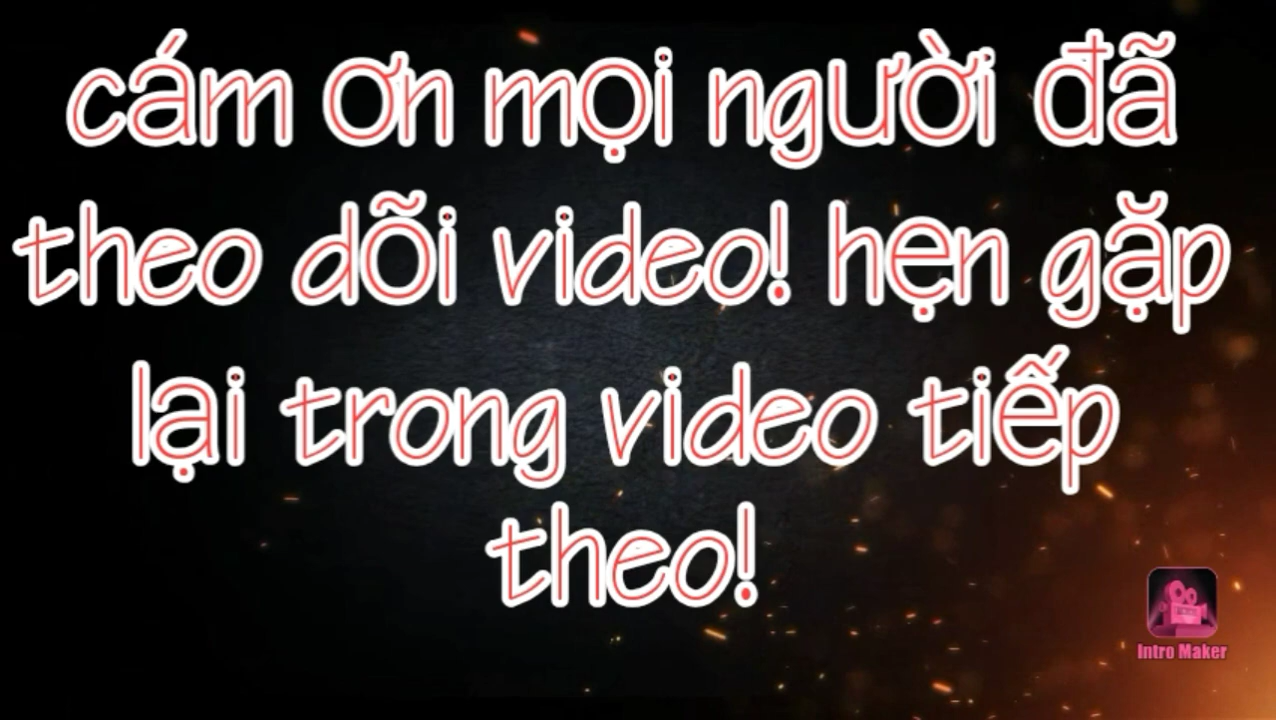 cám ơn mọi người đã
theo dõi video! hẹn gặp
lại trong video tiếp
theo!
Intro Maker